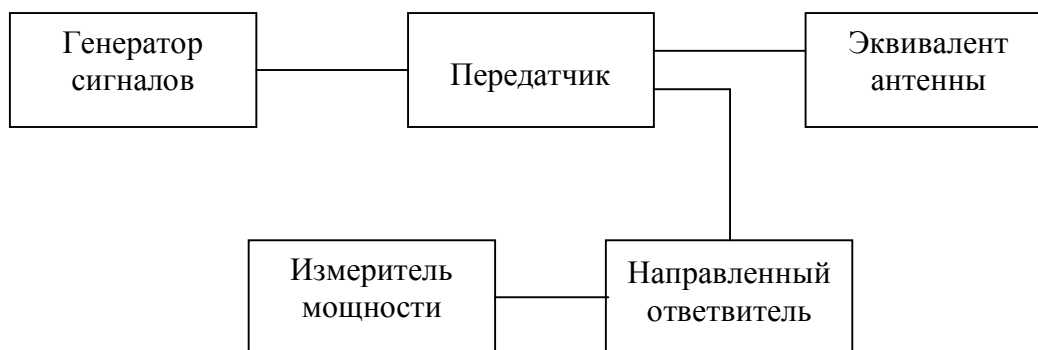 Генератор
сигналов
Передатчик
Эквивалент
антенны
Измеритель
мощности
Направленный
ответвитель